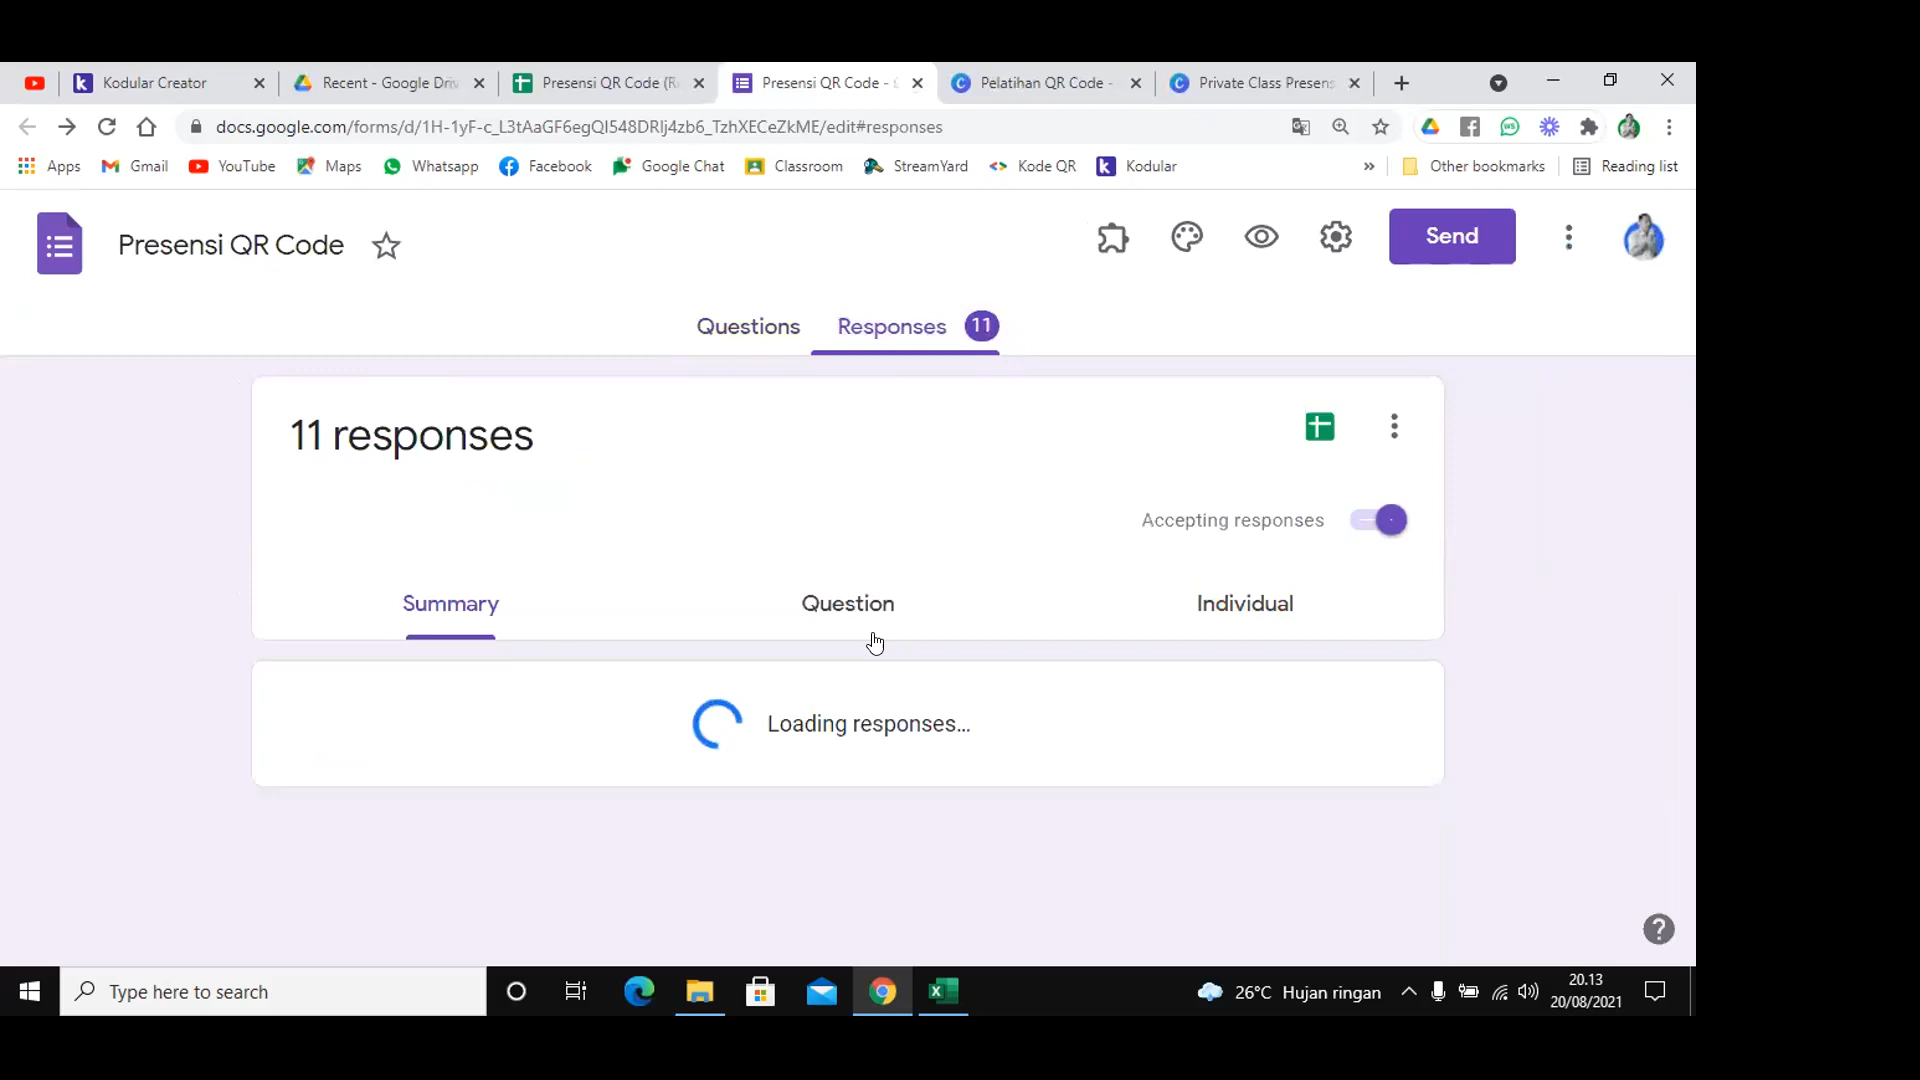 Kodular Creator
Recent - Google Driv
Presensi QR Code (R
Presensi QR Code -
Pelatihan QR Code -
Private Class Presens
docs.google.com/forms/d/1H-1yF-c_L3tAaGF6egQI548DRIj4zb6_TzhXECeZkME/edit#responses
Apps Gmail YouTube Maps Whatsapp Facebook Google Chat Classroom StreamYard Kode QR Kodular » Other bookmarks Reading list
Presensi QR Code
Send
Questions Responses 11
11 responses
Accepting responses
Summary Question Individual
Loading responses...
Type here to search
26°C Hujan ringan
20.13
20/08/2021